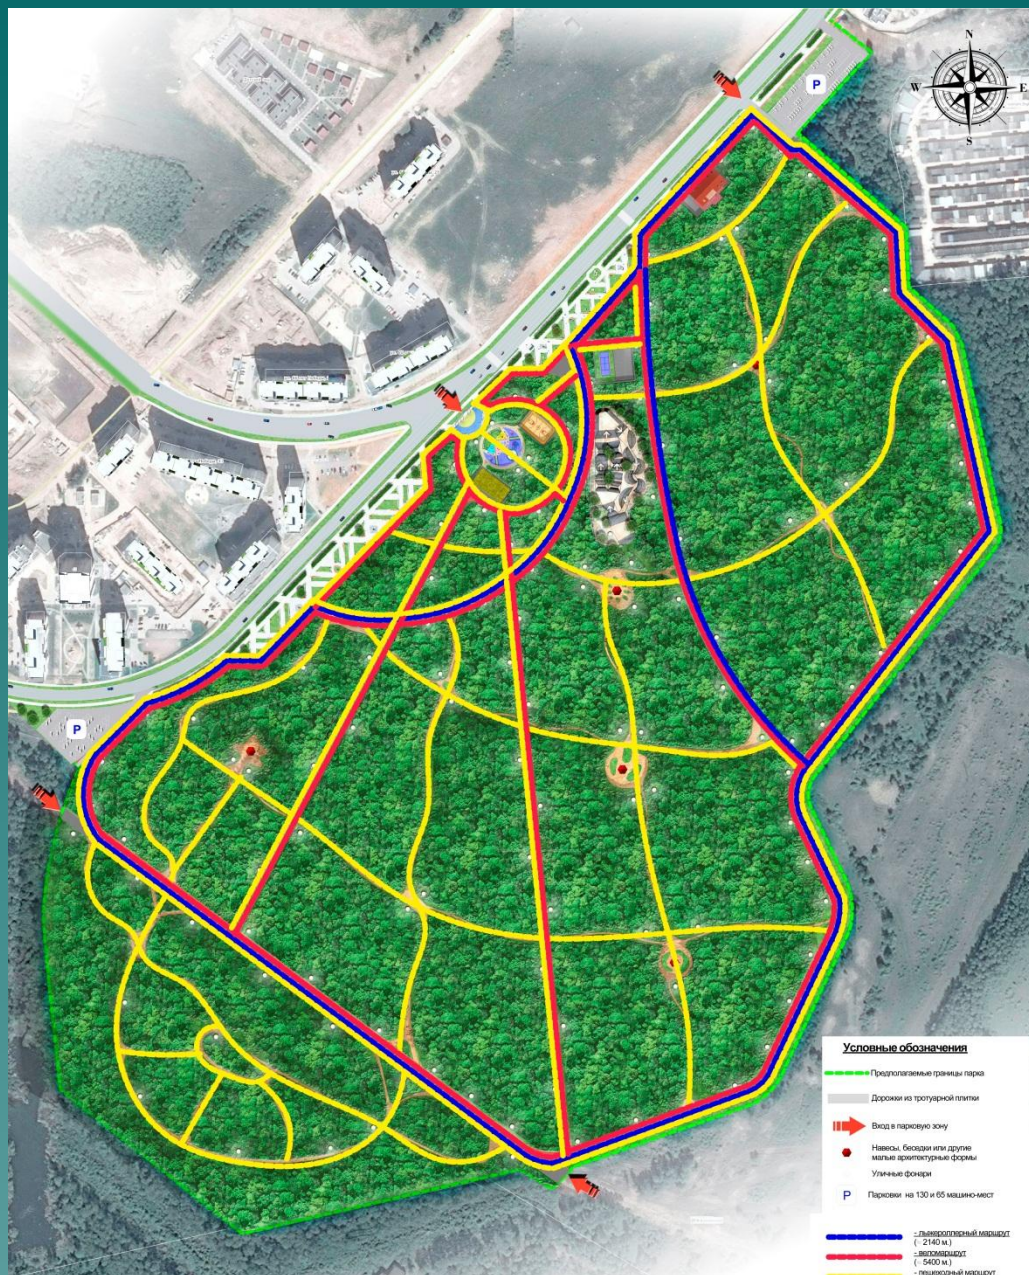 N
W E
S
P
P
Условные обозначения
Предполагаемые границы парка
Дорожки из тротуарной плитки
Вход в парковую зону
Навесы, беседки или другие
малые архитектурные формы
Уличные фонари
P Парковки на 130 и 65 машино-мест
- лыжероллерный маршрут
(~ 2140 м.)
- веломаршрут
(~ 5400 м.)
- пешеходный маршрут